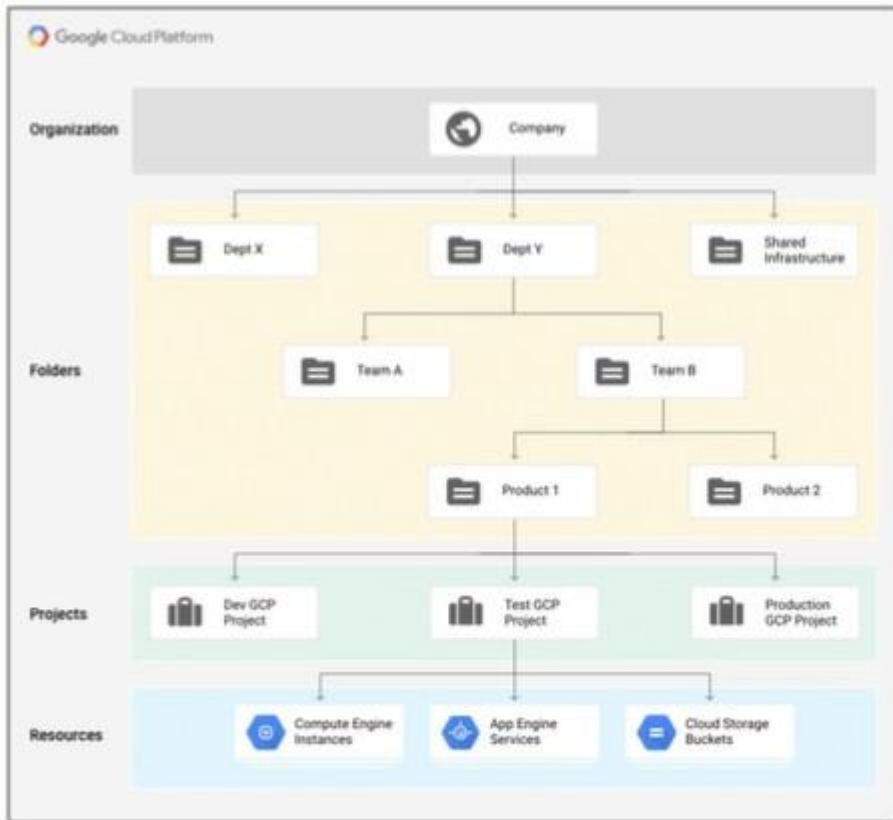 Google Cloud Platform
Organization
Company
Dept X
Dept Y
Shared
Infrastructure
Folders
Team A
Team B
Product 1
Product 2
Projects
Dev GCP
Project
Test GCP
Project
Production
GCP Project
Resources
Compute Engine
Instances
App Engine
Services
Cloud Storage
Buckets